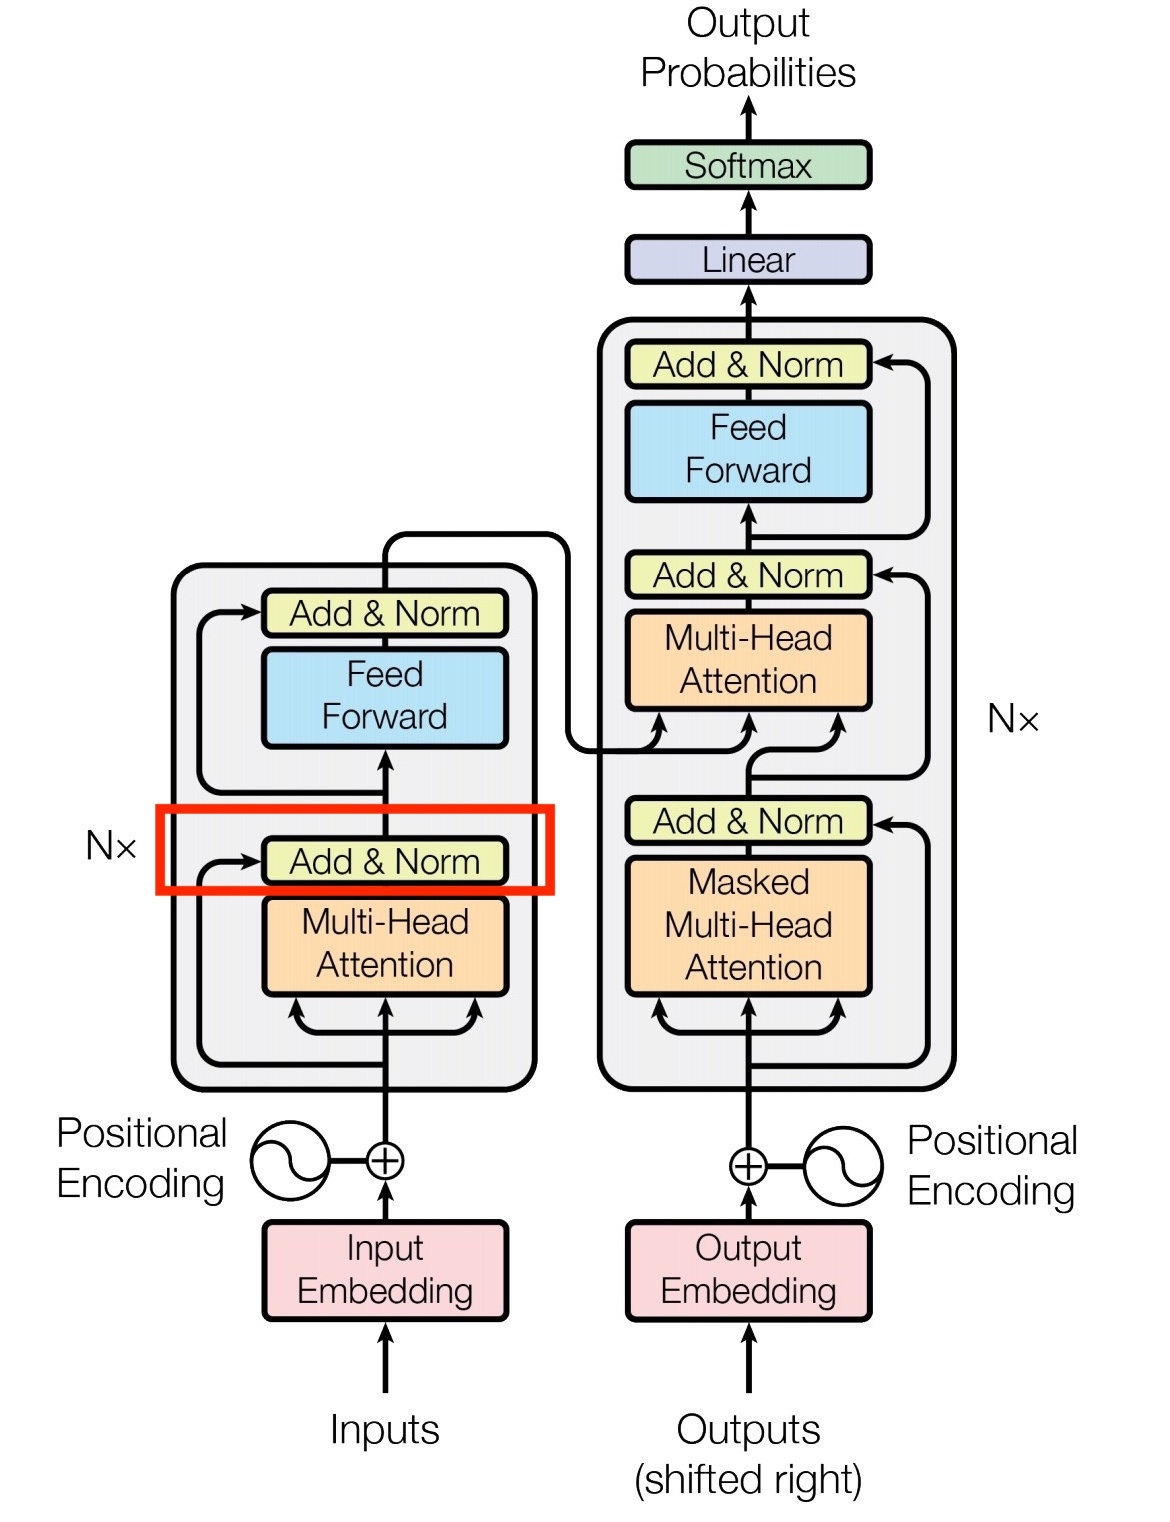 Output
Probabilities
Softmax
Linear
Add & Norm
Feed
Forward
Add & Norm
Multi-Head
Attention
Add & Norm
Masked
Multi-Head
Attention
N×
Add & Norm
Feed
Forward
N×
Add & Norm
Multi-Head
Attention
Positional
Encoding
Positional
Encoding
Input
Embedding
Output
Embedding
Inputs
Outputs
(shifted right)